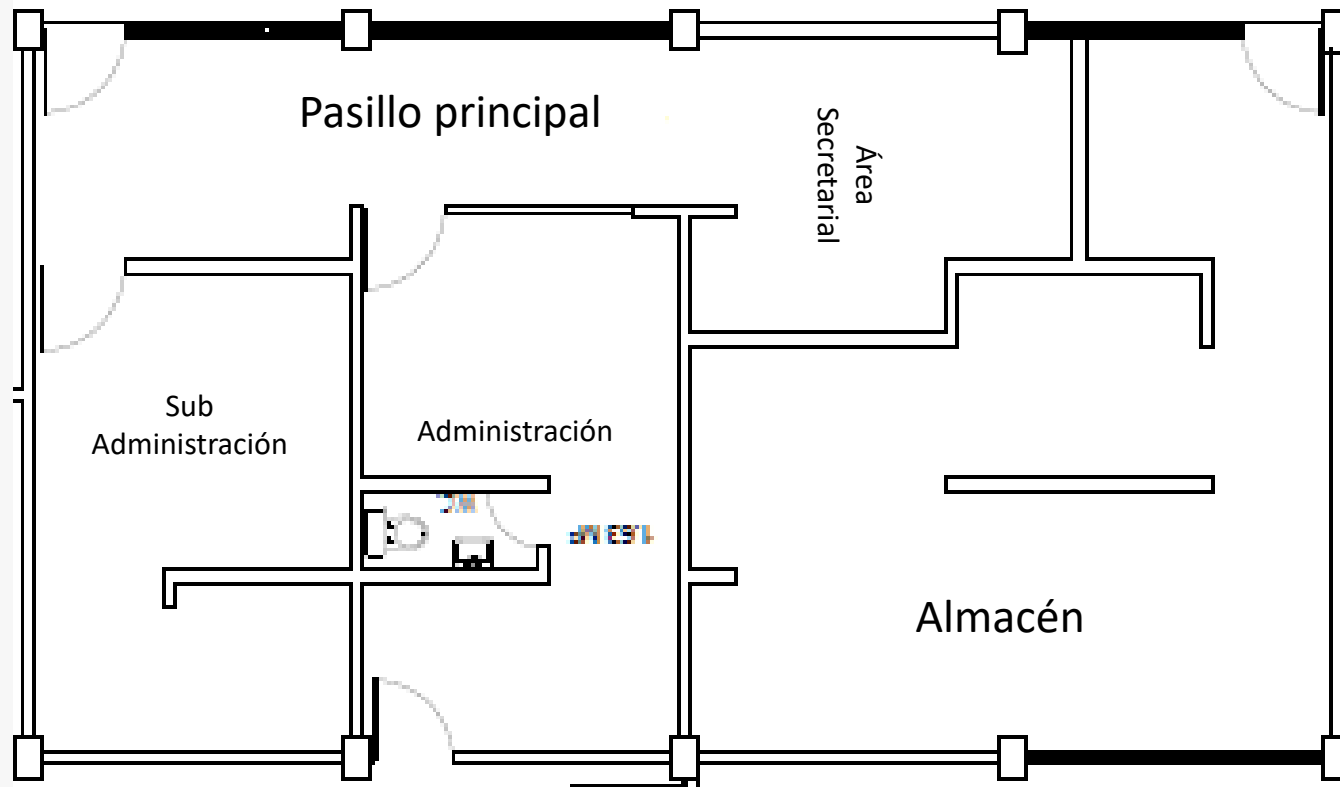 Pasillo principal
Área
Secretarial
Sub
Administración
Administración
Almacén